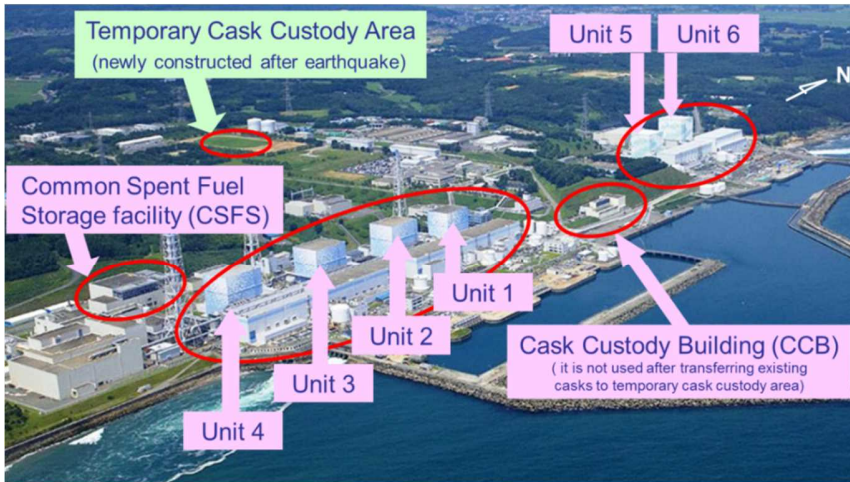 Temporary Cask Custody Area
(newly constructed after earthquake)
Unit 5
Unit 6
N
Common Spent Fuel
Storage facility (CSFS)
Unit 1
Unit 2
Unit 3
Unit 4
Cask Custody Building (CCB)
( it is not used after transferring existing
casks to temporary cask custody area)